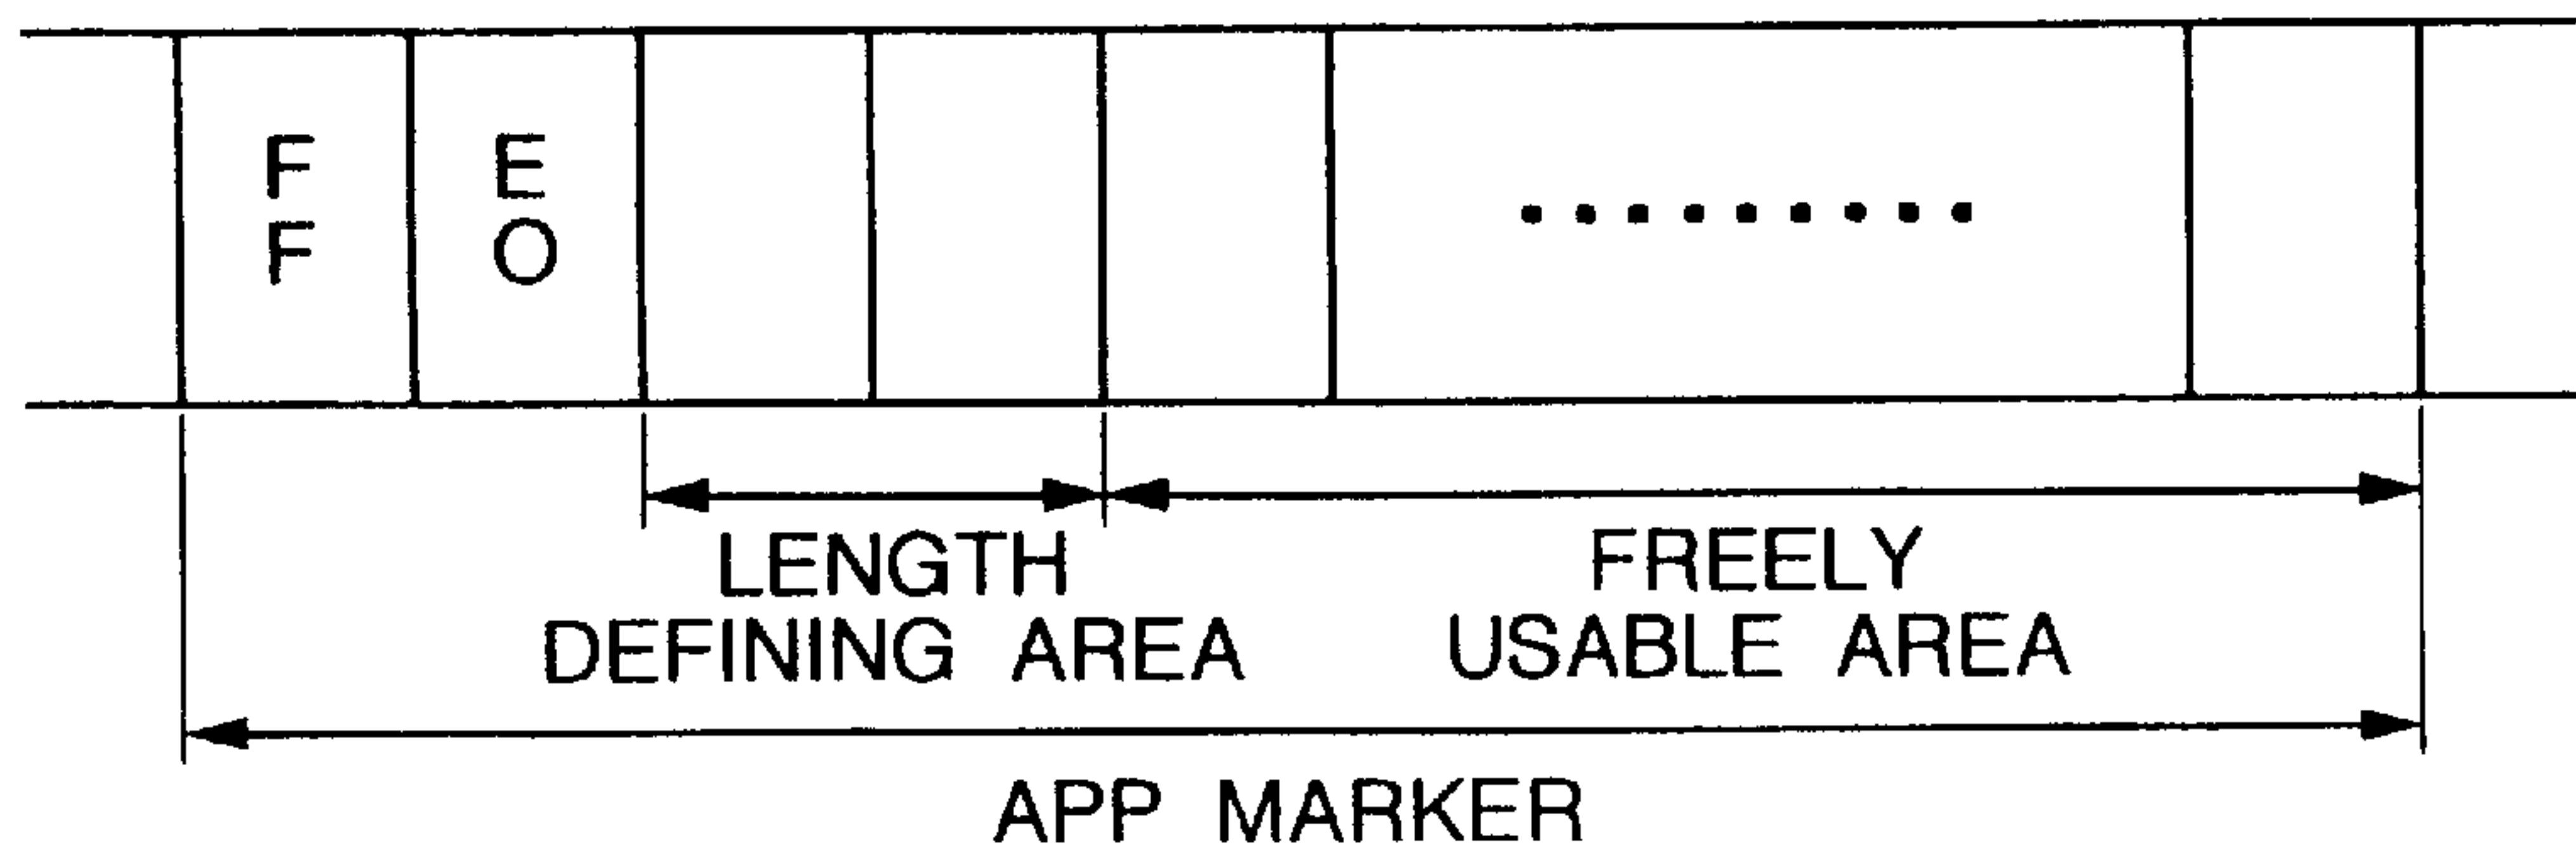 F E
F O
LENGTH FREELY
DEFINING AREA USABLE AREA
APP MARKER